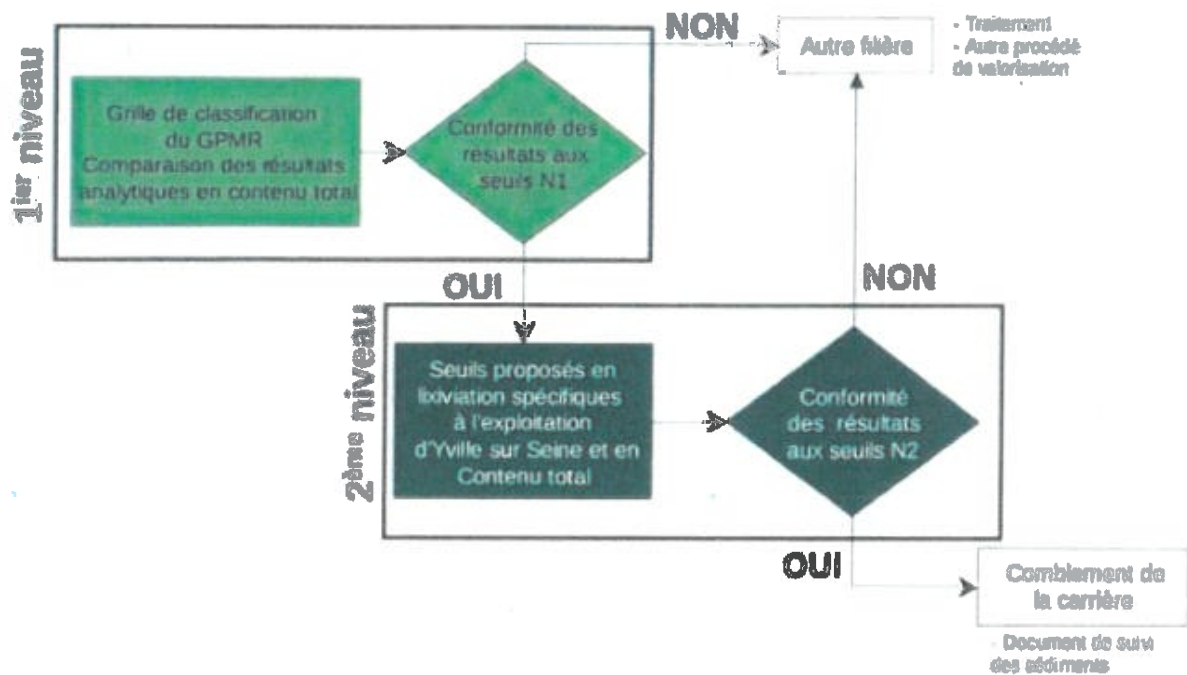 1ier niveau
Grille de classification
du GPMR
Comparaison des résultats
analytiques en contenu total
Conformité des
résultats aux
seuils N1
NON
Autre filière
- Traitement
- Autre procédé
de valorisation
OUI
2ème niveau
Seuils proposés en
lixiviation spécifiques
à l'exploitation
d'Yville sur Seine et en
Contenu total
Conformité
des résultats
aux seuils N2
NON
OUI
Comblement de
la carrière
- Document de suivi
des sédiments